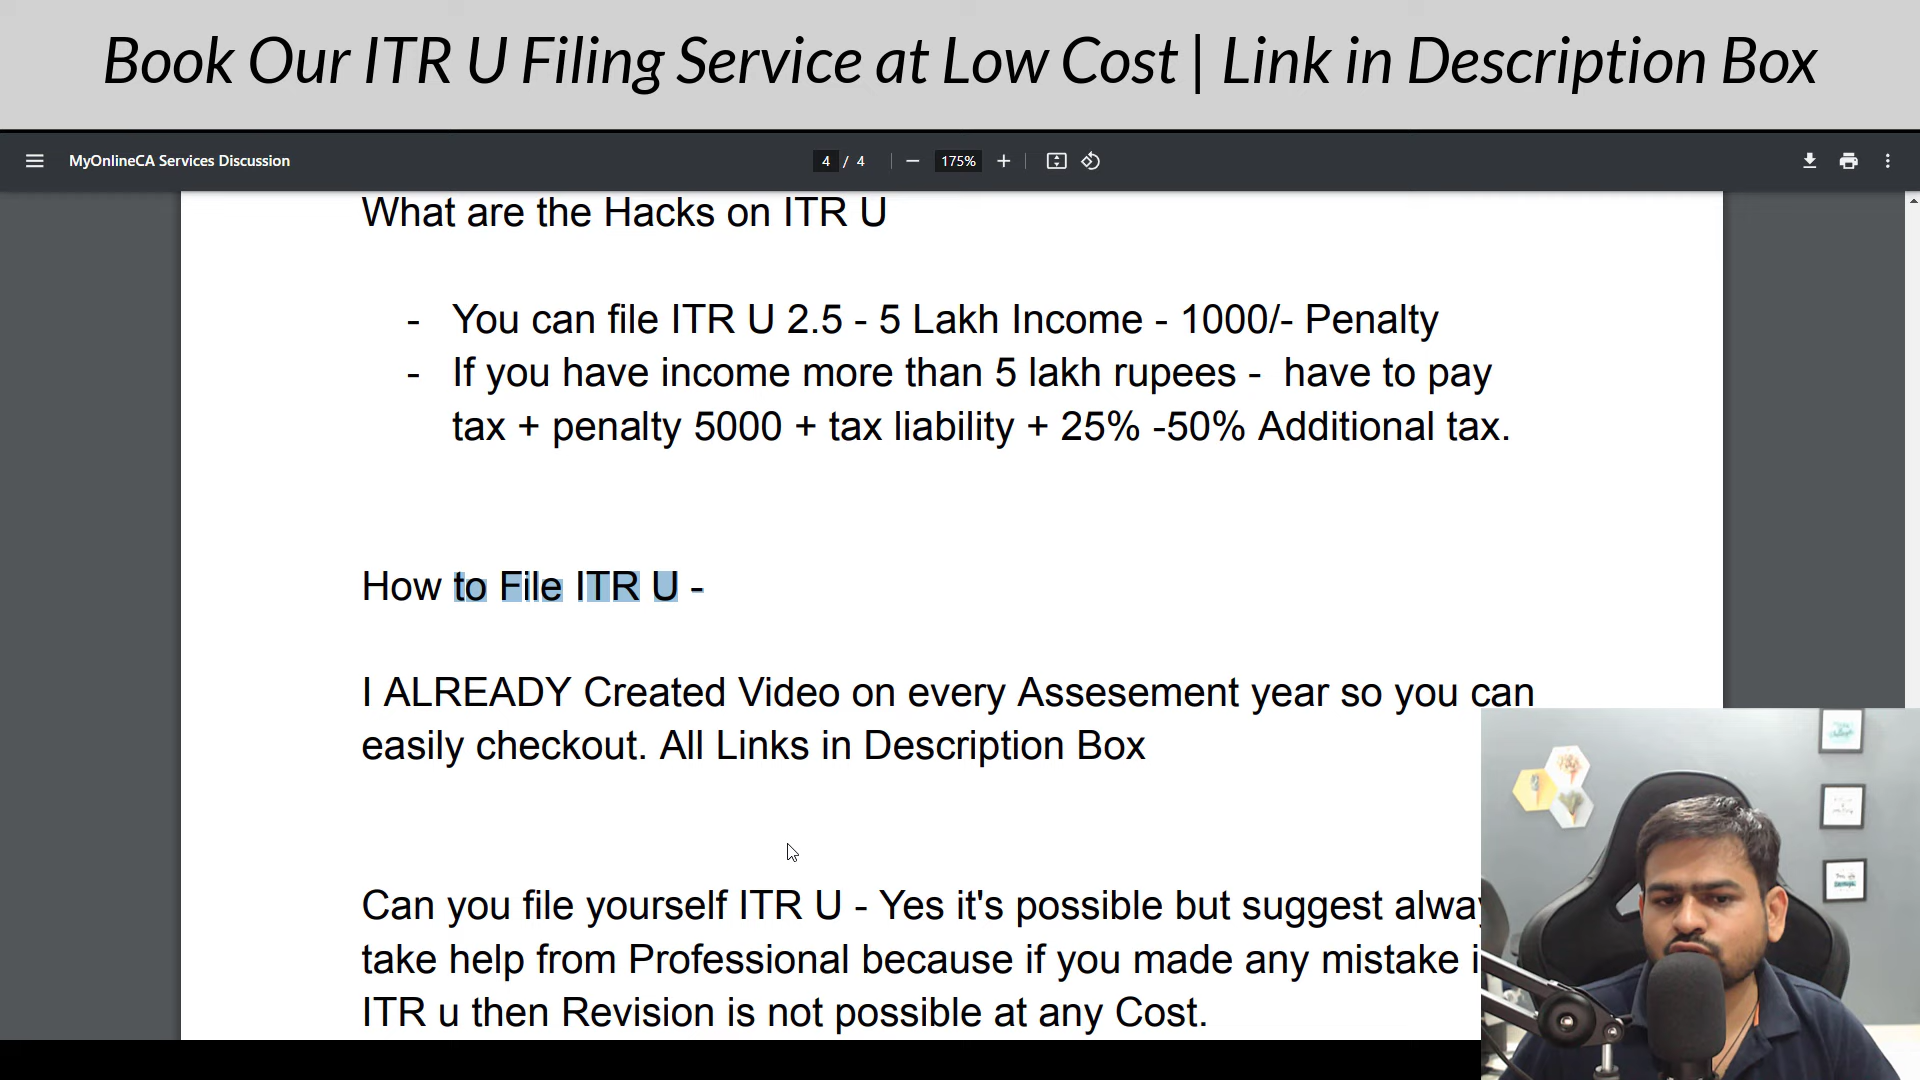 Book Our ITR U Filing Service at Low Cost | Link in Description Box
MyOnlineCA Services Discussion
4 / 4
175%
What are the Hacks on ITR U
- You can file ITR U 2.5 - 5 Lakh Income - 1000/- Penalty
- If you have income more than 5 lakh rupees - have to pay
tax + penalty 5000 + tax liability + 25% -50% Additional tax.
How to File ITR U -
I ALREADY Created Video on every Assesement year so you can
easily checkout. All Links in Description Box
Can you file yourself ITR U - Yes it's possible but suggest
take help from Professional because if you made any mistake
ITR u then Revision is not possible at any Cost.